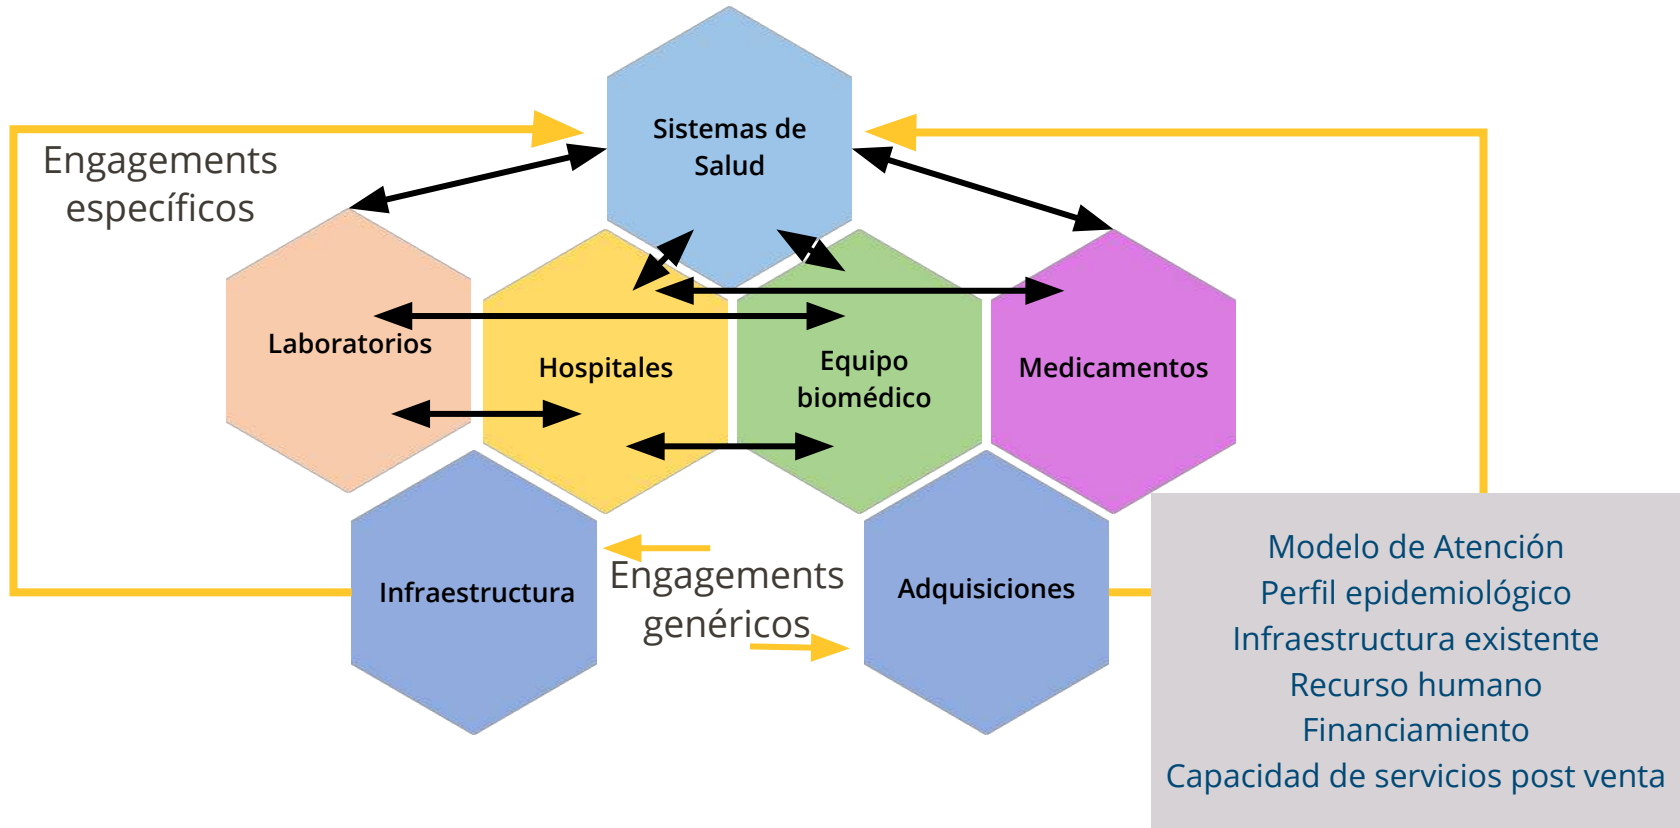 Sistemas de
Salud
Engagements
específicos
Laboratorios
Hospitales
Equipo
biomédico
Medicamentos
Infraestructura
Engagements
genéricos
Adquisiciones
Modelo de Atención
Perfil epidemiológico
Infraestructura existente
Recurso humano
Financiamiento
Capacidad de servicios post venta